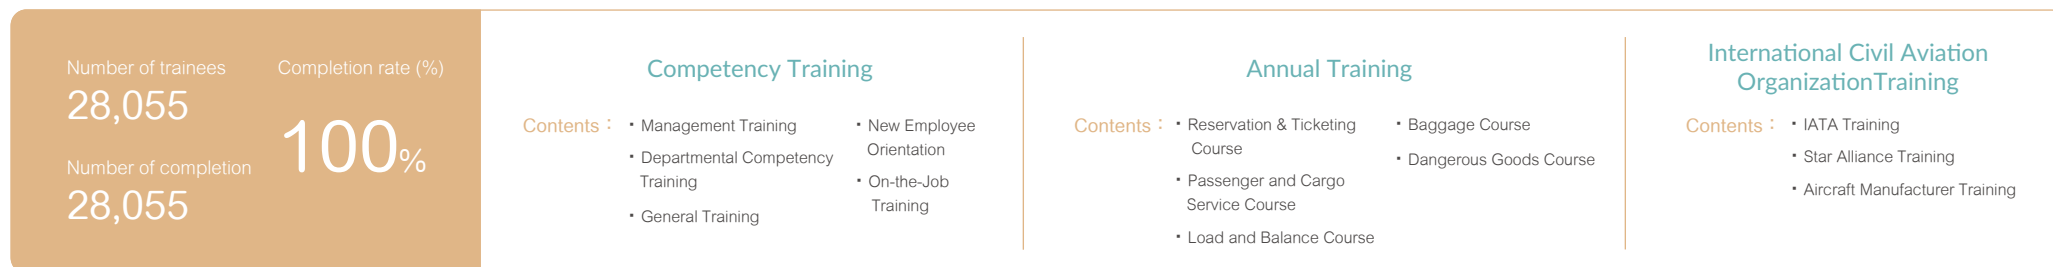 Number of trainees
28,055
Number of completion
28,055
Completion rate (%)
100%
Competency Training
Contents：
・Management Training
・Departmental Competency
Training
・General Training
・New Employee
Orientation
・On-the-Job
Training
Annual Training
Contents：
・Reservation & Ticketing
Course
・Passenger and Cargo
Service Course
・Load and Balance Course
・Baggage Course
・Dangerous Goods Course
International Civil Aviation
OrganizationTraining
Contents：
・IATA Training
・Star Alliance Training
・Aircraft Manufacturer Training